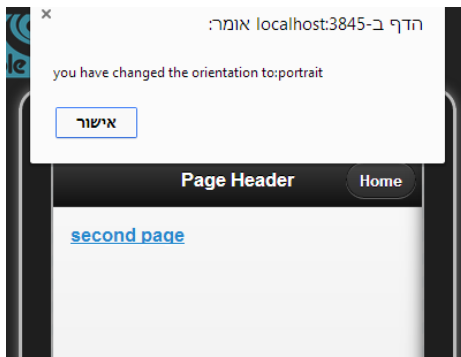 הדף ב-localhost:3845 אומר:
you have changed the orientation to:portrait
אישור
Page Header
Home
second page